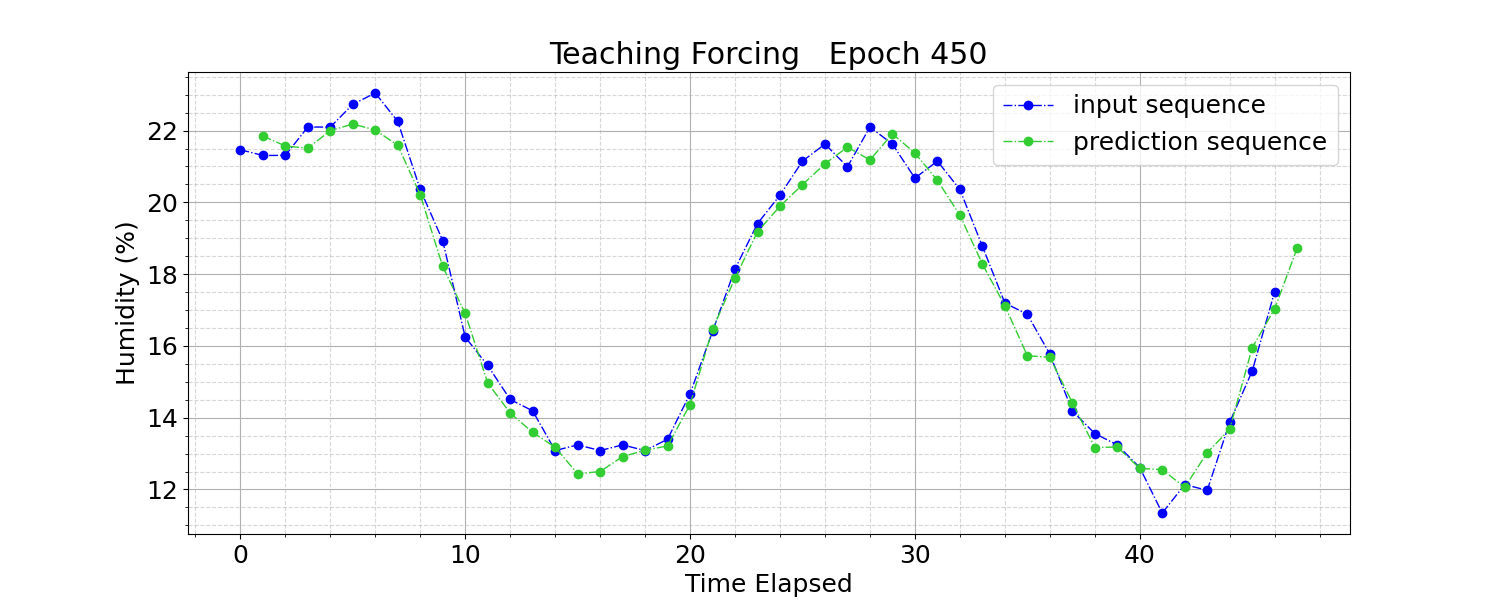 Teaching Forcing   Epoch 450
input sequence
prediction sequence
Humidity (%)
22
20
18
16
14
12
0 10 20 30 40
Time Elapsed